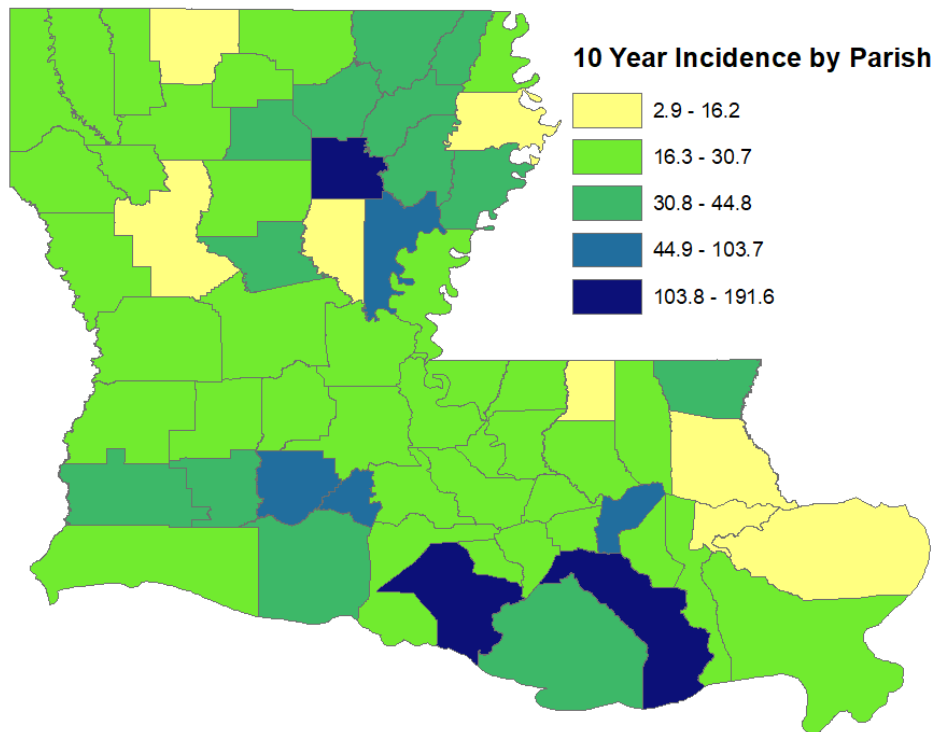 10 Year Incidence by Parish
2.9 - 16.2
16.3 - 30.7
30.8 - 44.8
44.9 - 103.7
103.8 - 191.6